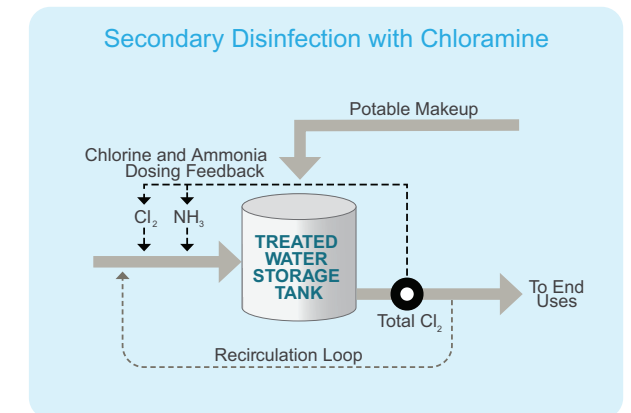 Secondary Disinfection with Chloramine
Potable Makeup
Chlorine and Ammonia
Dosing Feedback
Cl₂ NH₃
TREATED
WATER
STORAGE
TANK
To End
Uses
Total Cl₂
Recirculation Loop